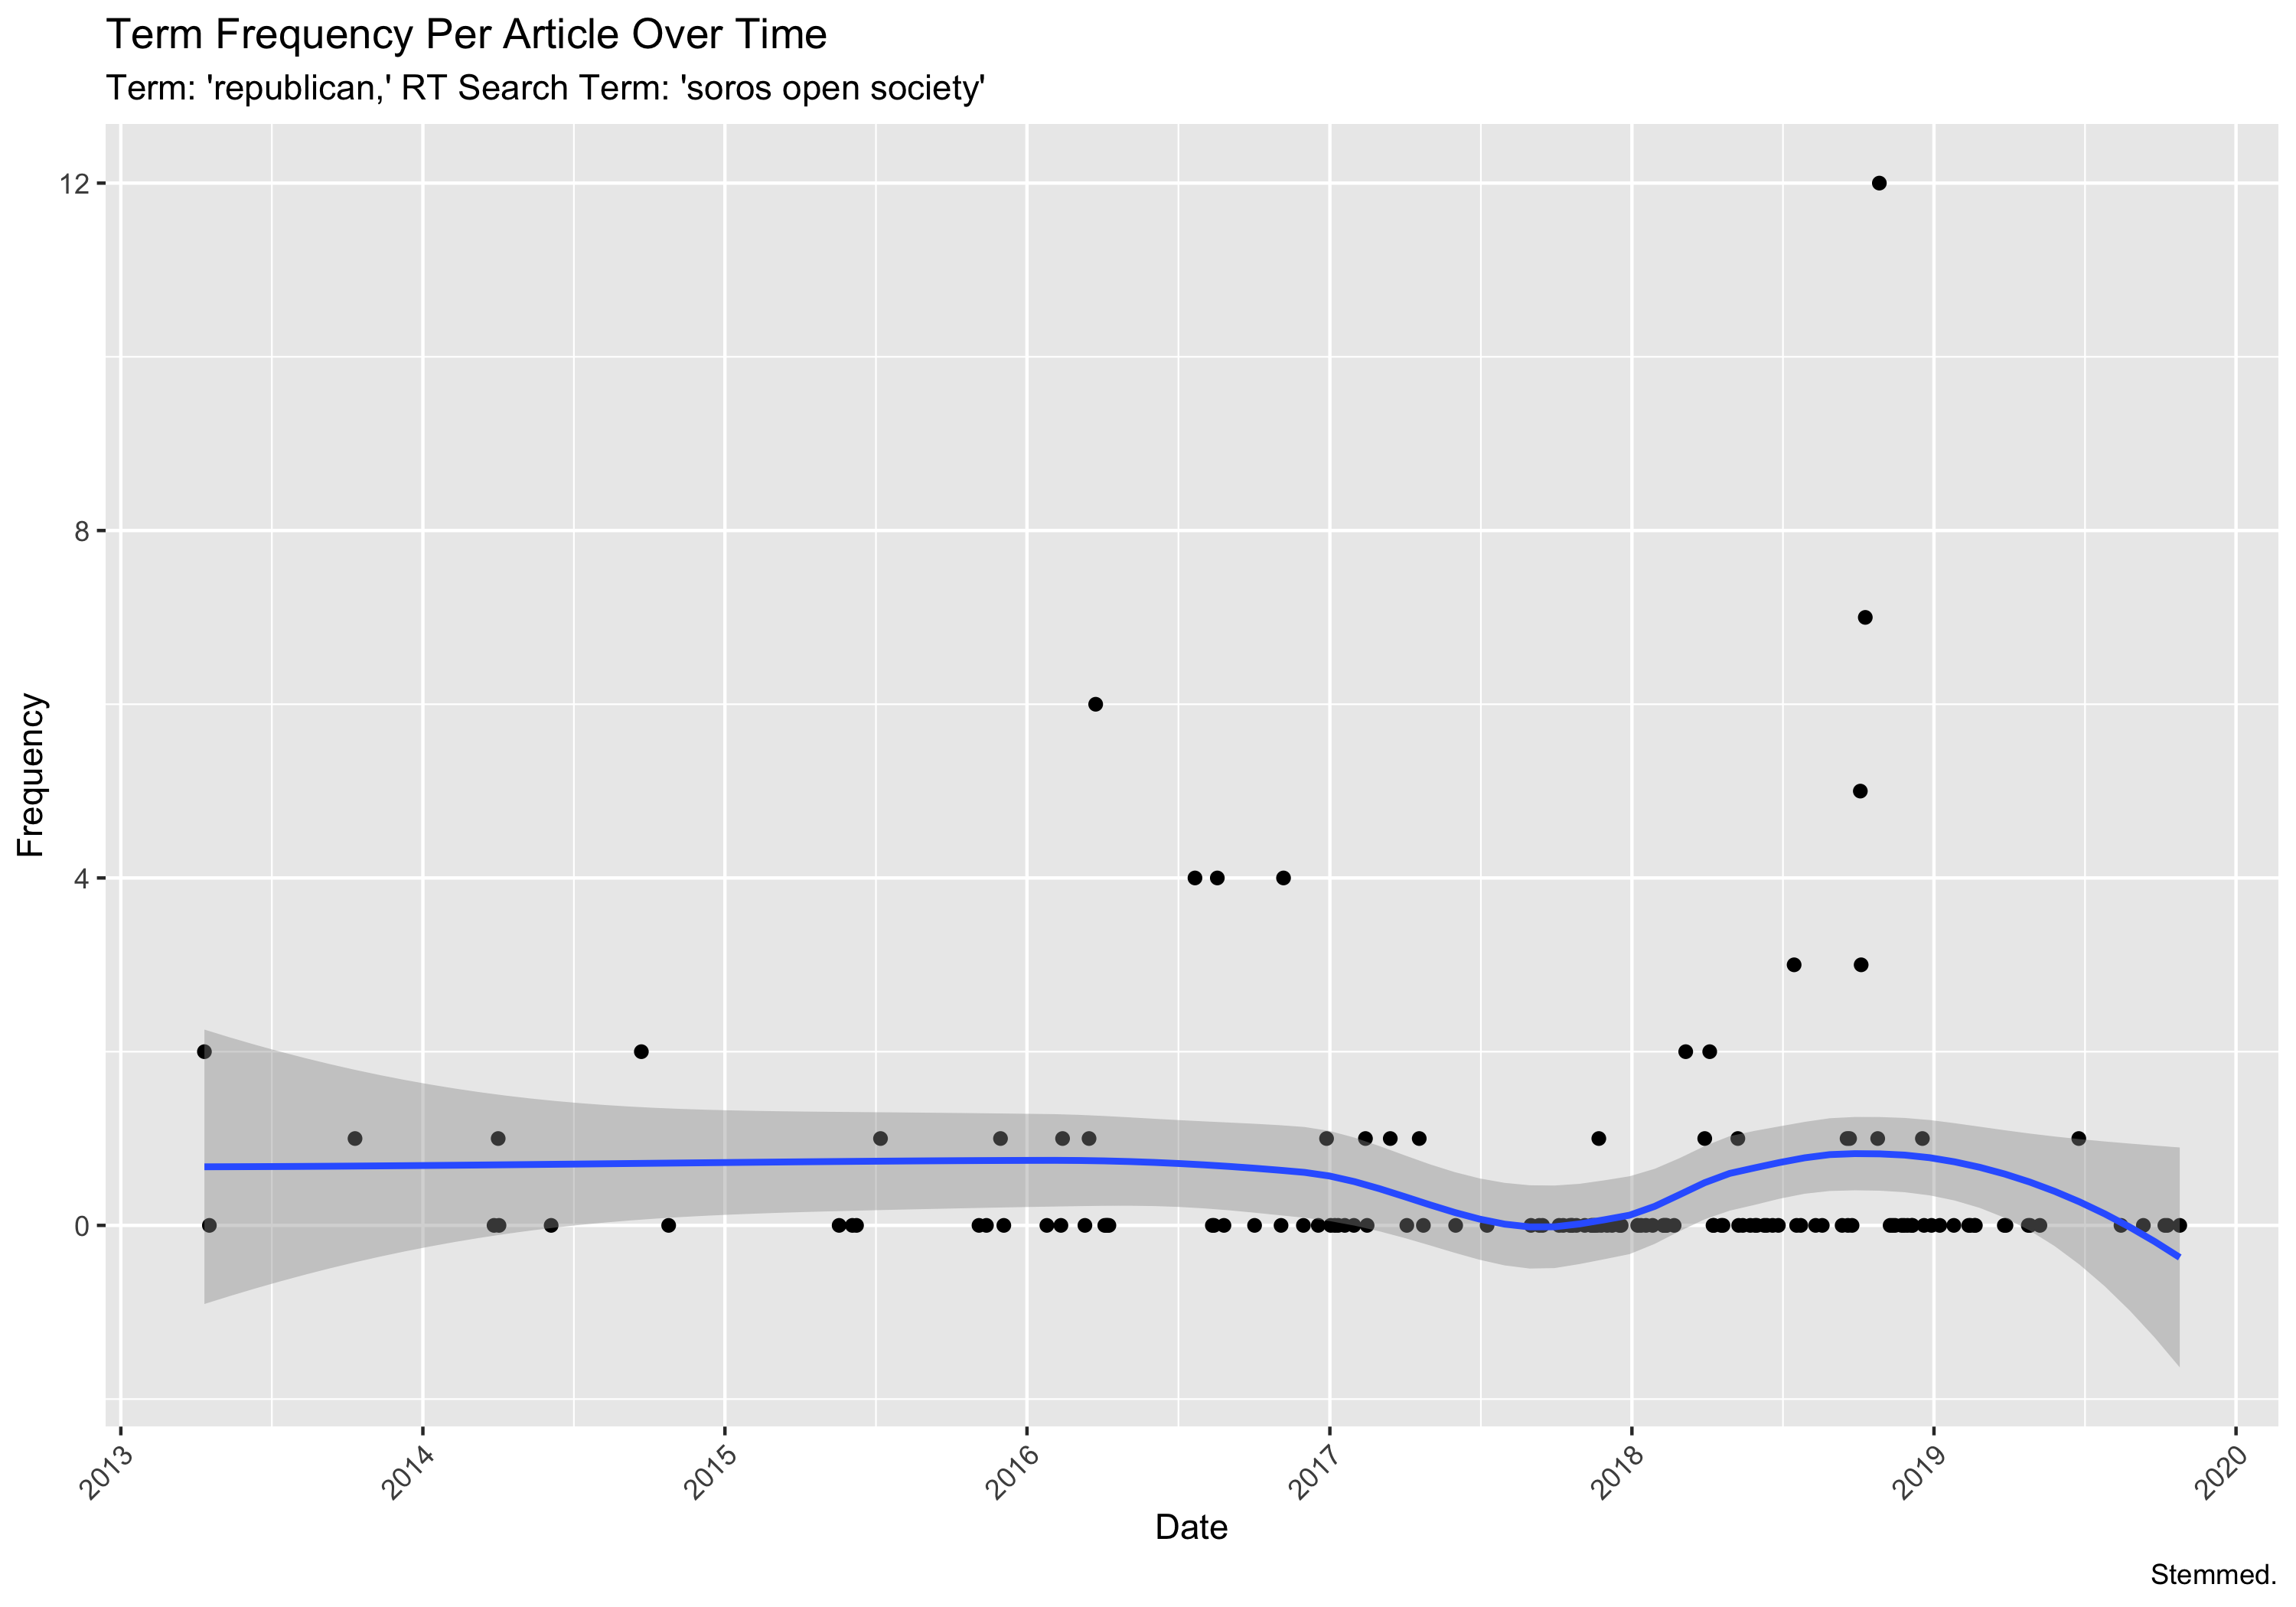 Term Frequency Per Article Over Time
Term: 'republican,' RT Search Term: 'soros open society'
12
8
4
0
Frequency
2013
2014
2015
2016
2017
2018
2019
2020
Date
Stemmed.